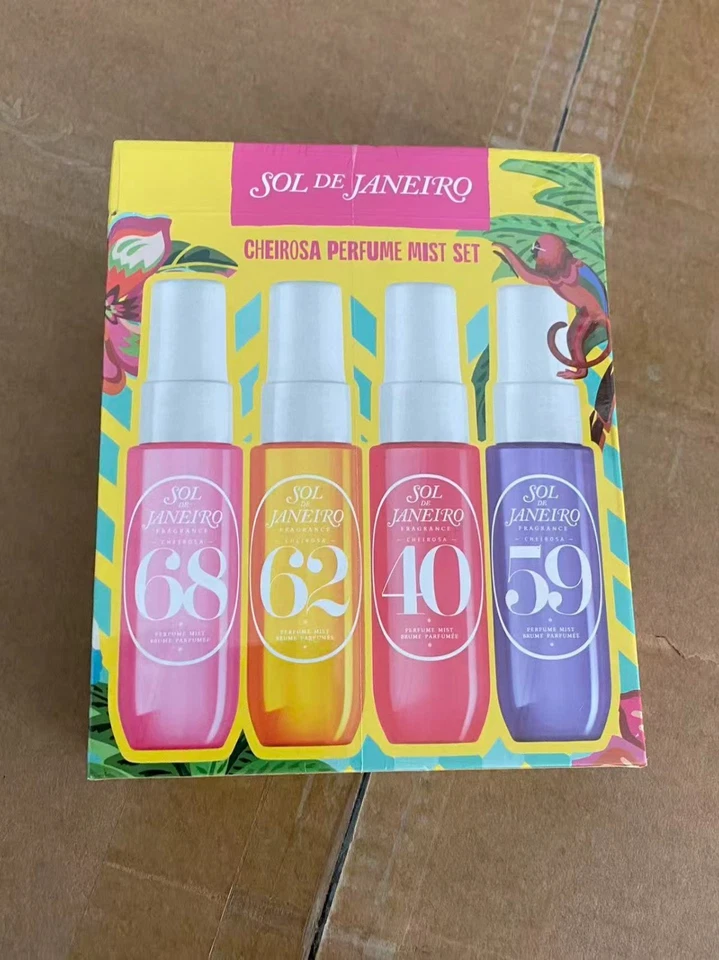 SOL DE JANEIRO
CHEIROSA PERFUME MIST SET
SOL
DE
JANEIRO
FRAGRANCE
CHEIROSA
68
PERFUME MIST
BRUME PARFUMÉE
SOL
DE
JANEIRO
FRAGRANCE
CHEIROSA
62
PERFUME MIST
BRUME PARFUMÉE
SOL
DE
JANEIRO
FRAGRANCE
CHEIROSA
40
PERFUME MIST
BRUME PARFUMÉE
SOL
DE
JANEIRO
FRAGRANCE
CHEIROSA
59
PERFUME MIST
BRUME PARFUMÉE